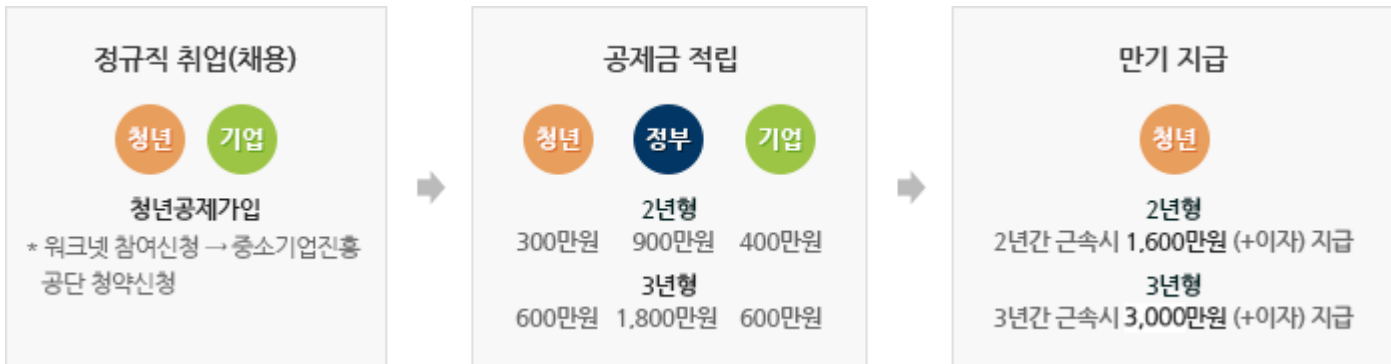 정규직 취업(채용)
청년 기업
청년공제가입
* 워크넷 참여신청 → 중소기업진흥
공단 청약신청
공제금 적립
청년 정부 기업
2년형
300만원 900만원 400만원
3년형
600만원 1,800만원 600만원
만기 지급
청년
2년형
2년간 근속시 1,600만원 (+이자) 지급
3년형
3년간 근속시 3,000만원 (+이자) 지급